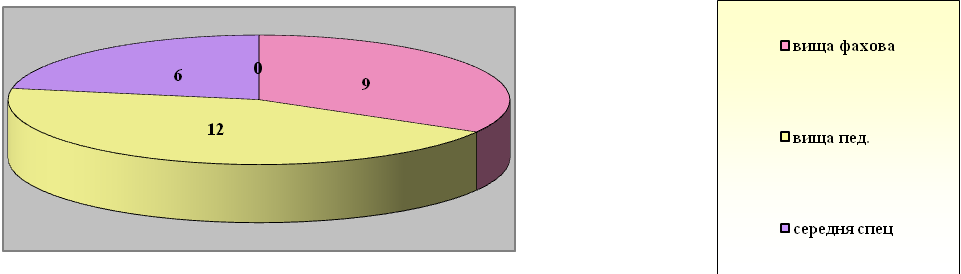 6
0
9
12
вища фахова
вища пед.
середня спец